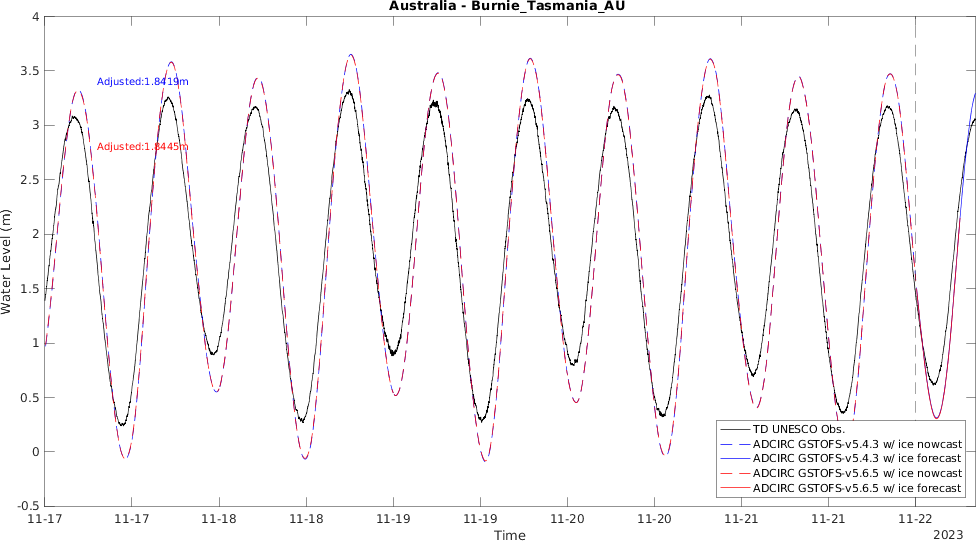 Australia - Burnie_Tasmania_AU
4
3.5
3
2.5
2
1.5
1
0.5
0
-0.5
Water Level (m)
Adjusted:1.8419m
Adjusted:1.8445m
TD UNESCO Obs.
ADCIRC GSTOFS-v5.4.3 w/ ice nowcast
ADCIRC GSTOFS-v5.4.3 w/ ice forecast
ADCIRC GSTOFS-v5.6.5 w/ ice nowcast
ADCIRC GSTOFS-v5.6.5 w/ ice forecast
11-17 11-17 11-18 11-18 11-19 11-19 11-20 11-20 11-21 11-21 11-22
Time
2023